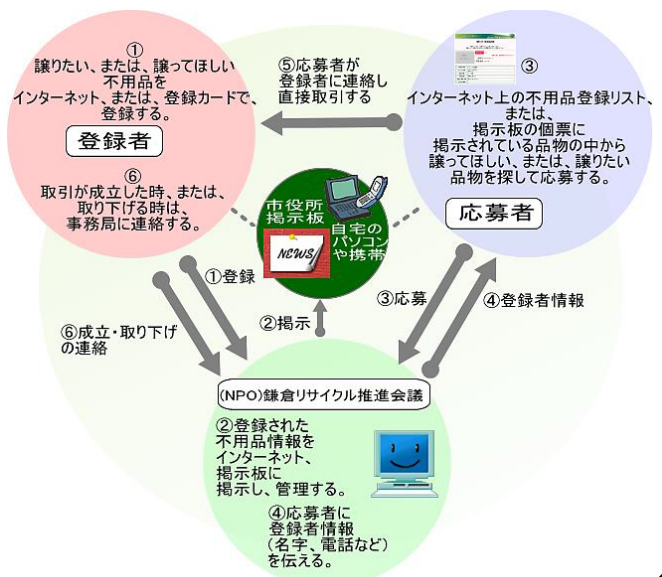 ①
譲りたい、または、譲ってほしい
不用品を
インターネット、または、登録カードで、
登録する。
登録者
⑥
取引が成立した時、または、
取り下げる時は、
事務局に連絡する。
⑤応募者が
登録者に連絡し
直接取引する
③
インターネット上の不用品登録リスト、
または、
掲示板の個票に
掲示されている品物の中から
譲ってほしい、または、譲りたい
品物を探して応募する。
応募者
市役所
掲示板
NEWS
自宅の
パソコン
や携帯
①登録
②掲示
③応募
④登録者情報
⑥成立・取り下げ
の連絡
(NPO)鎌倉リサイクル推進会議
②登録された
不用品情報を
インターネット、
掲示板に
掲示し、管理する。
④応募者に
登録者情報
(名字、電話など)
を伝える。